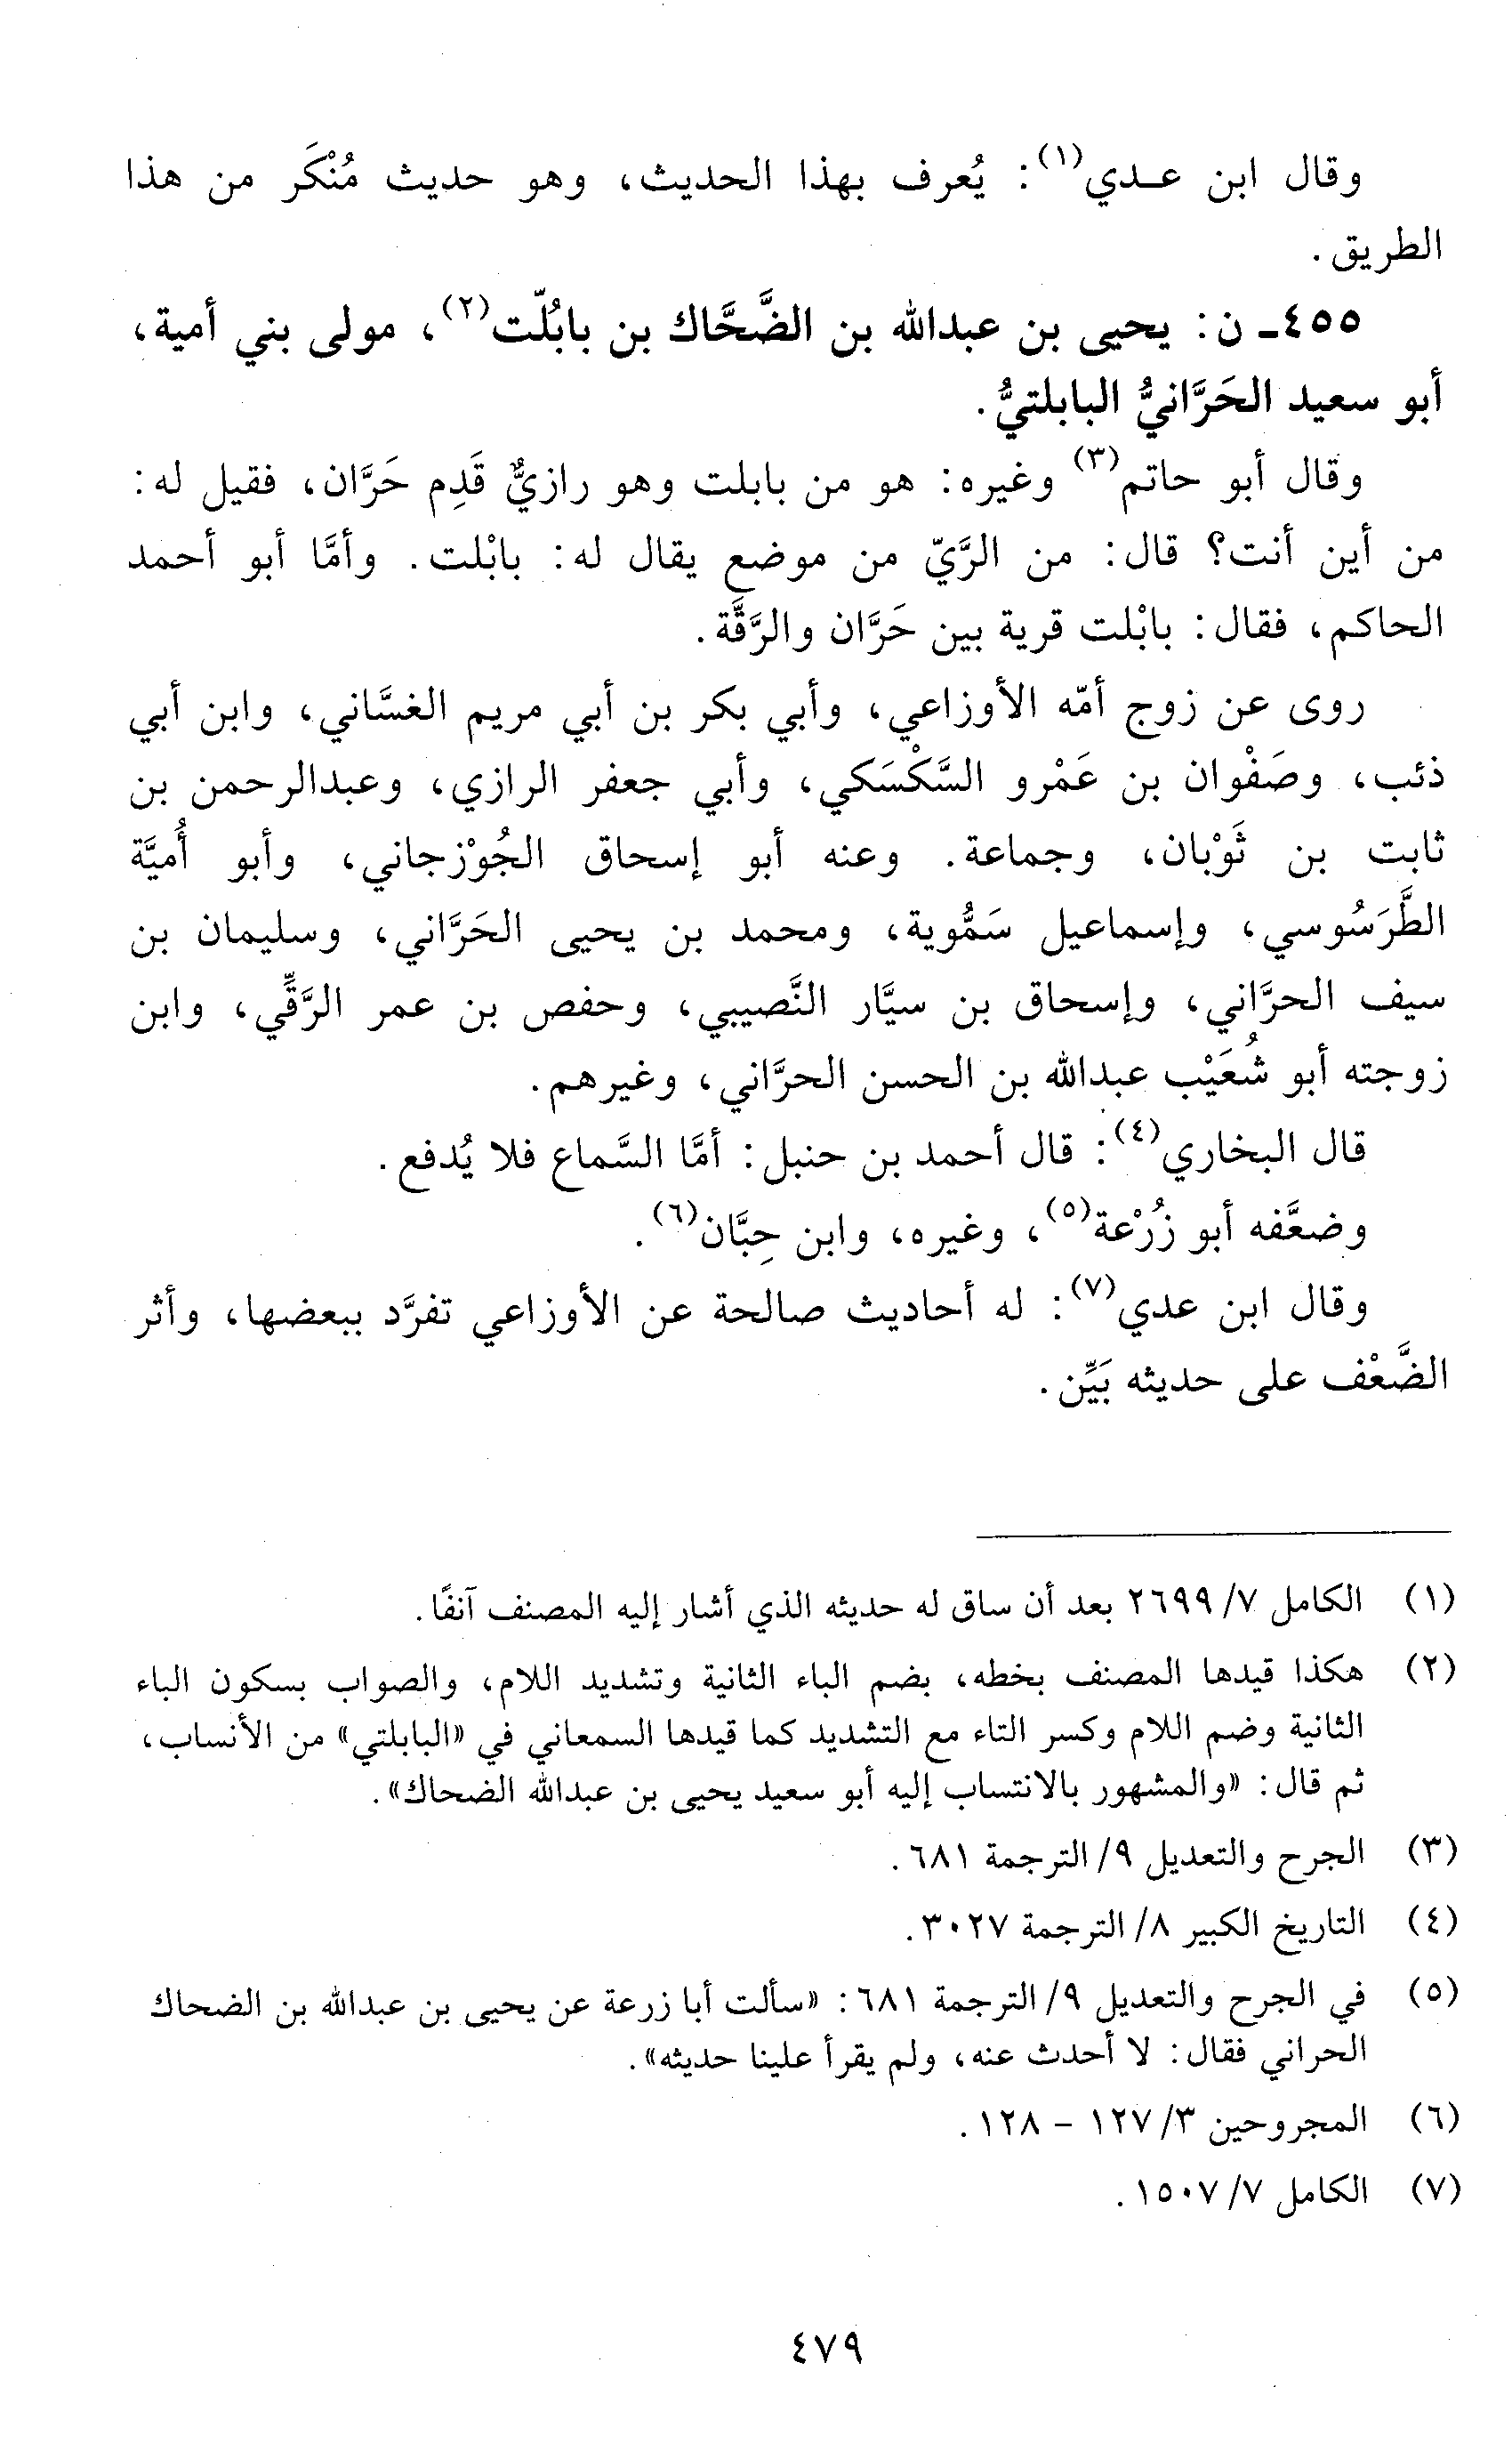 وقال ابن عـدي(١): يُعرف بهذا الحديث، وهو حديث مُنْكَر من هذا
الطريق.
٤٥٥ـ ن: يحيى بن عبدالله بن الضَّحَّاك بن بابُلّت(٢)، مولى بني أمية،
أبو سعيد الحَرَّانيُّ البابلتيُّ.
وقال أبو حاتم(٣) وغيره: هو من بابلت وهو رازيٌّ قَدِم حَرَّان، فقيل له:
من أين أنت؟ قال: من الرَّيّ من موضع يقال له: بابْلت. وأمَّا أبو أحمد
الحاكم، فقال: بابْلت قرية بين حَرَّان والرَّقَّة.
روى عن زوج أمّه الأوزاعي، وأبي بكر بن أبي مريم الغسَّاني، وابن أبي
ذئب، وصَفْوان بن عَمْرو السَّكْسَكي، وأبي جعفر الرازي، وعبدالرحمن بن
ثابت بن ثَوْبان، وجماعة. وعنه أبو إسحاق الجُوْزجاني، وأبو أُميَّة
الطَّرَسُوسي، وإسماعيل سَمُّوية، ومحمد بن يحيى الحَرَّاني، وسليمان بن
سيف الحرَّاني، وإسحاق بن سيَّار النَّصيبي، وحفص بن عمر الرَّقِّي، وابن
زوجته أبو شُعَيْب عبدالله بن الحسن الحرَّاني، وغيرهم.
قال البخاري(٤): قال أحمد بن حنبل: أمَّا السَّماع فلا يُدفع.
وضعَّفه أبو زُرْعة(٥)، وغيره، وابن حِبَّان(٦).
وقال ابن عدي(٧): له أحاديث صالحة عن الأوزاعي تفرَّد ببعضها، وأثر
الضَّعْف على حديثه بَيِّن.
(١) الكامل ٧/ ٢٦٩٩ بعد أن ساق له حديثه الذي أشار إليه المصنف آنفًا.
(٢) هكذا قيدها المصنف بخطه، بضم الباء الثانية وتشديد اللام، والصواب بسكون الباء
الثانية وضم اللام وكسر التاء مع التشديد كما قيدها السمعاني في «البابلتي» من الأنساب،
ثم قال: «والمشهور بالانتساب إليه أبو سعيد يحيى بن عبدالله الضحاك».
(٣) الجرح والتعديل ٩/ الترجمة ٦٨١.
(٤) التاريخ الكبير ٨/ الترجمة ٣٠٢٧.
(٥) في الجرح والتعديل ٩/ الترجمة ٦٨١: «سألت أبا زرعة عن يحيى بن عبدالله بن الضحاك
الحراني فقال: لا أحدث عنه، ولم يقرأ علينا حديثه».
(٦) المجروحين ٣/ ١٢٧ - ١٢٨.
(٧) الكامل ٧/ ١٥٠٧.
٤٧٩